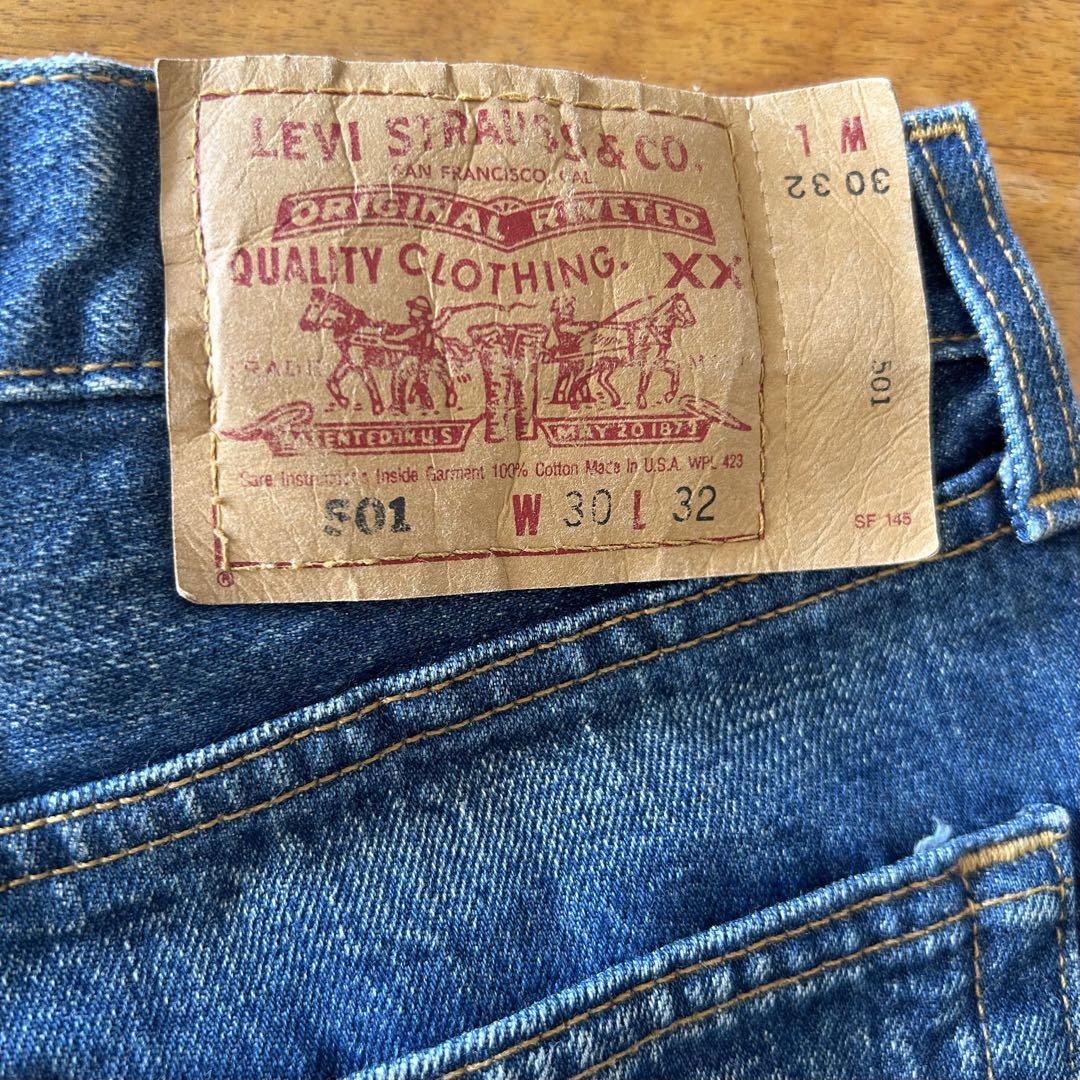 LEVI STRAUSS & CO.
SAN FRANCISCO, CAL
ORIGINAL RIVETED
QUALITY CLOTHING. XX
PATENTED IN U.S.
MAY 20 1873
Care Instructions Inside Garment 100% Cotton Made in U.S.A. WPL 423
501 W 30 L 32
®
W L
30 32
501
SF 145